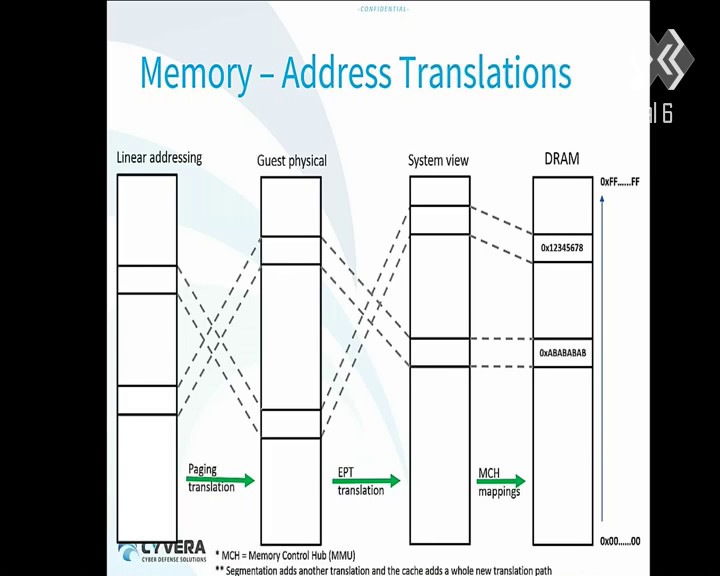 -CONFIDENTIAL-
Memory – Address Translations
Linear addressing
Guest physical
System view
DRAM
0xFF......FF
0x12345678
0xABABABAB
Paging
translation
EPT
translation
MCH
mappings
0x00......00
CYVERA
CYBER DEFENSE SOLUTIONS
* MCH = Memory Control Hub (MMU)
** Segmentation adds another translation and the cache adds a whole new translation path